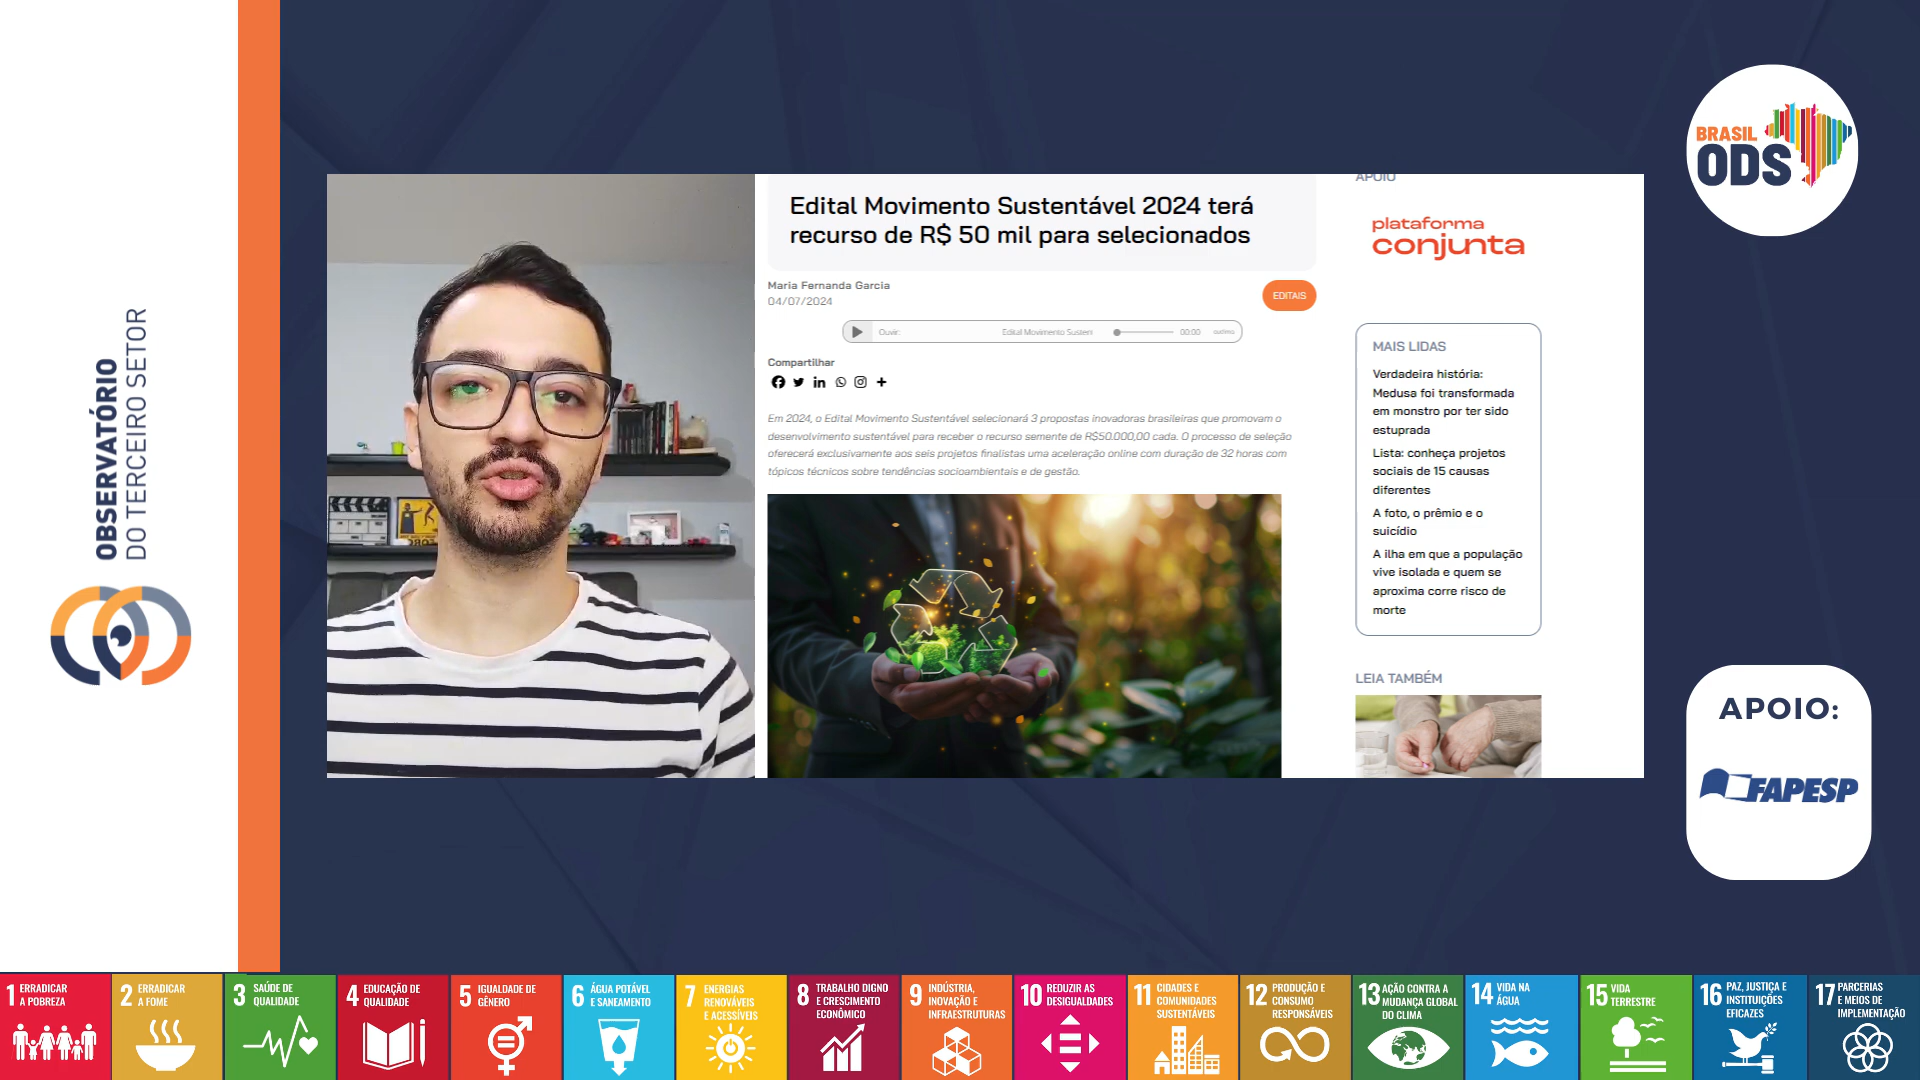 OBSERVATÓRIO
DO TERCEIRO SETOR
Edital Movimento Sustentável 2024 terá
recurso de R$ 50 mil para selecionados
Maria Fernanda Garcia
04/07/2024
EDITAIS
Ouvir:
Edital Movimento Sustem
00:00
Compartilhar
Em 2024, o Edital Movimento Sustentável selecionará 3 propostas inovadoras brasileiras que promovam o
desenvolvimento sustentável para receber o recurso semente de R$50.000,00 cada. O processo de seleção
oferecerá exclusivamente aos seis projetos finalistas uma aceleração online com duração de 32 horas com
tópicos técnicos sobre tendências socioambientais e de gestão.
APOIO
plataforma
conjunta
MAIS LIDAS
Verdadeira história:
Medusa foi transformada
em monstro por ter sido
estuprada
Lista: conheça projetos
sociais de 15 causas
diferentes
A foto, o prêmio e o
suicídio
A ilha em que a população
vive isolada e quem se
aproxima corre risco de
morte
LEIA TAMBÉM
BRASIL
ODS
APOIO:
FAPESP
1 ERRADICAR
A POBREZA
2 ERRADICAR
A FOME
3 SAÚDE DE
QUALIDADE
4 EDUCAÇÃO DE
QUALIDADE
5 IGUALDADE DE
GÊNERO
6 ÁGUA POTÁVEL
E SANEAMENTO
7 ENERGIAS
RENOVÁVEIS
E ACESSÍVEIS
8 TRABALHO DIGNO
E CRESCIMENTO
ECONÔMICO
9 INDÚSTRIA,
INOVAÇÃO E
INFRAESTRUTURAS
10 REDUZIR AS
DESIGUALDADES
11 CIDADES E
COMUNIDADES
SUSTENTÁVEIS
12 PRODUÇÃO E
CONSUMO
RESPONSÁVEIS
13 AÇÃO CONTRA A
MUDANÇA GLOBAL
DO CLIMA
14 VIDA NA
ÁGUA
15 VIDA
TERRESTRE
16 PAZ, JUSTIÇA E
INSTITUIÇÕES
EFICAZES
17 PARCERIAS
E MEIOS DE
IMPLEMENTAÇÃO